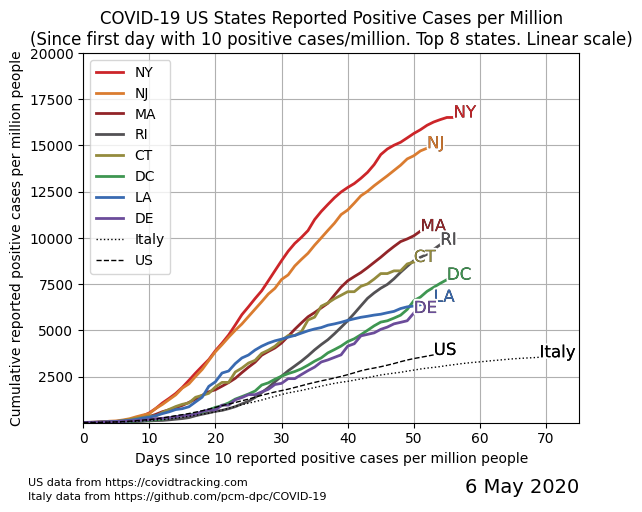 COVID-19 US States Reported Positive Cases per Million
(Since first day with 10 positive cases/million. Top 8 states. Linear scale)
Cumulative reported positive cases per million people
20000
17500
15000
12500
10000
7500
5000
2500
NY
NJ
MA
RI
CT
DC
LA
DE
Italy
US
NY
NJ
MA
RI
CT
DC
LA
DE
US
Italy
0
10
20
30
40
50
60
70
Days since 10 reported positive cases per million people
US data from https://covidtracking.com
Italy data from https://github.com/pcm-dpc/COVID-19
6 May 2020